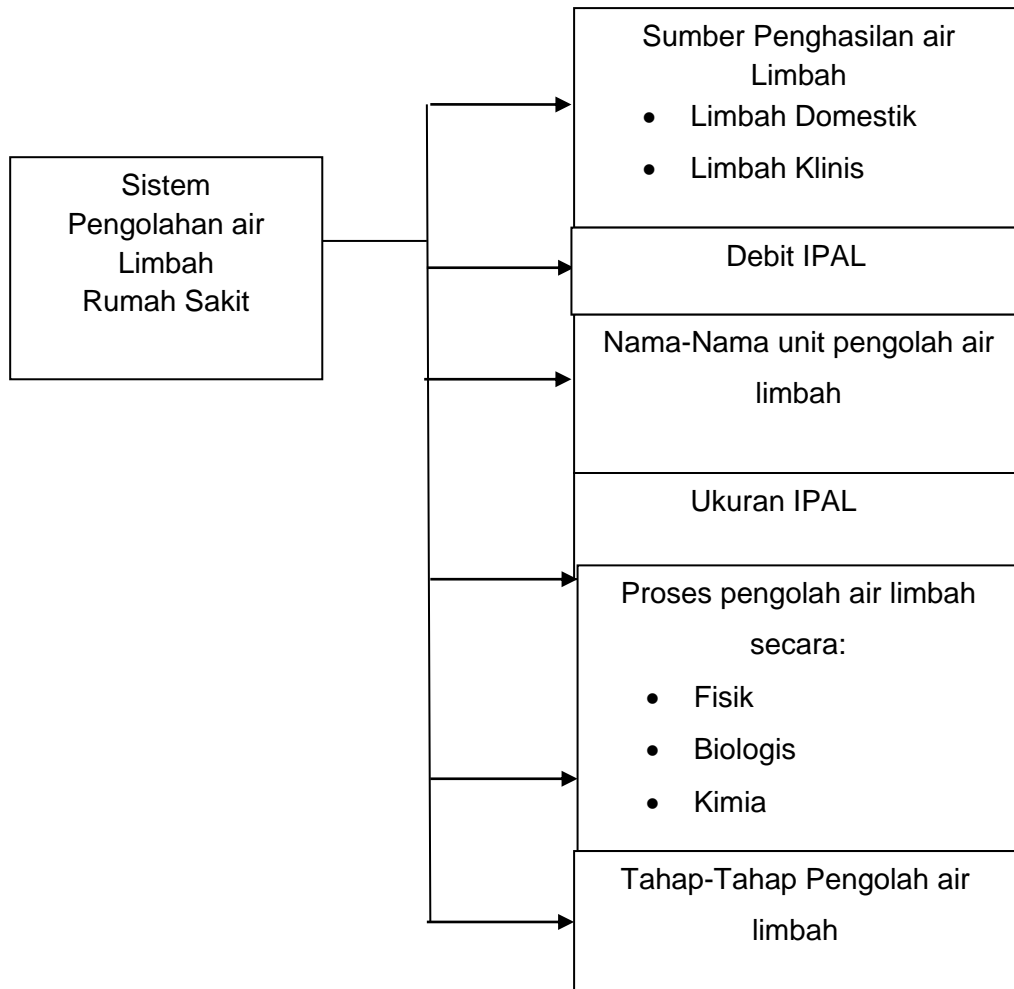 Sistem
Pengolahan air
Limbah
Rumah Sakit
Sumber Penghasilan air
Limbah
• Limbah Domestik
• Limbah Klinis
Debit IPAL
Nama-Nama unit pengolah air
limbah
Ukuran IPAL
Proses pengolah air limbah
secara:
• Fisik
• Biologis
• Kimia
Tahap-Tahap Pengolah air
limbah